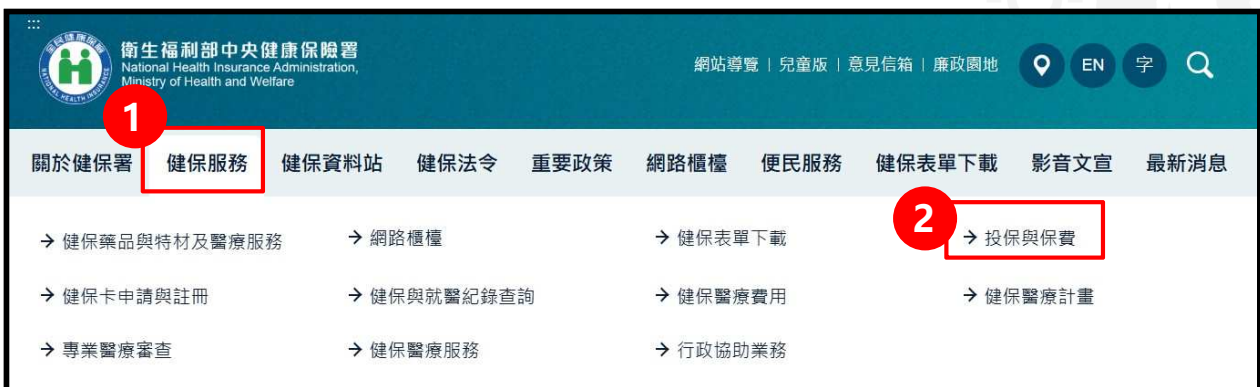 :::
衛生福利部中央健康保險署
National Health Insurance Administration,
Ministry of Health and Welfare
網站導覽 | 兒童版 | 意見信箱 | 廉政園地
EN
字
1
關於健保署 健保服務 健保資料站 健保法令 重要政策 網路櫃檯 便民服務 健保表單下載 影音文宣 最新消息
2
→ 健保藥品與特材及醫療服務 → 網路櫃檯 → 健保表單下載 → 投保與保費
→ 健保卡申請與註冊 → 健保與就醫紀錄查詢 → 健保醫療費用 → 健保醫療計畫
→ 專業醫療審查 → 健保醫療服務 → 行政協助業務